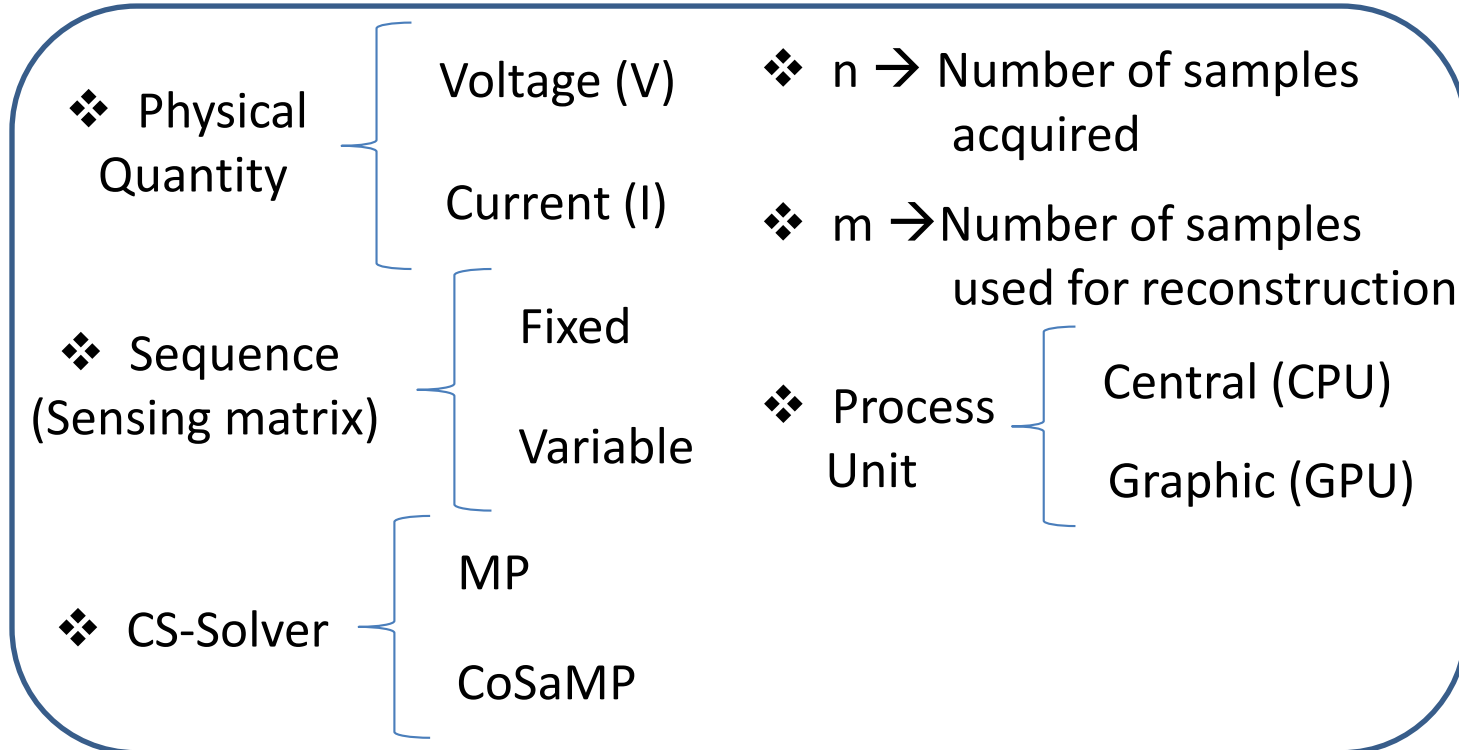 ❖ Physical
Quantity
Voltage (V)
Current (I)
❖ Sequence
(Sensing matrix)
Fixed
Variable
❖ CS-Solver
MP
CoSaMP
❖ n → Number of samples
acquired
❖ m →Number of samples
used for reconstruction
❖ Process
Unit
Central (CPU)
Graphic (GPU)